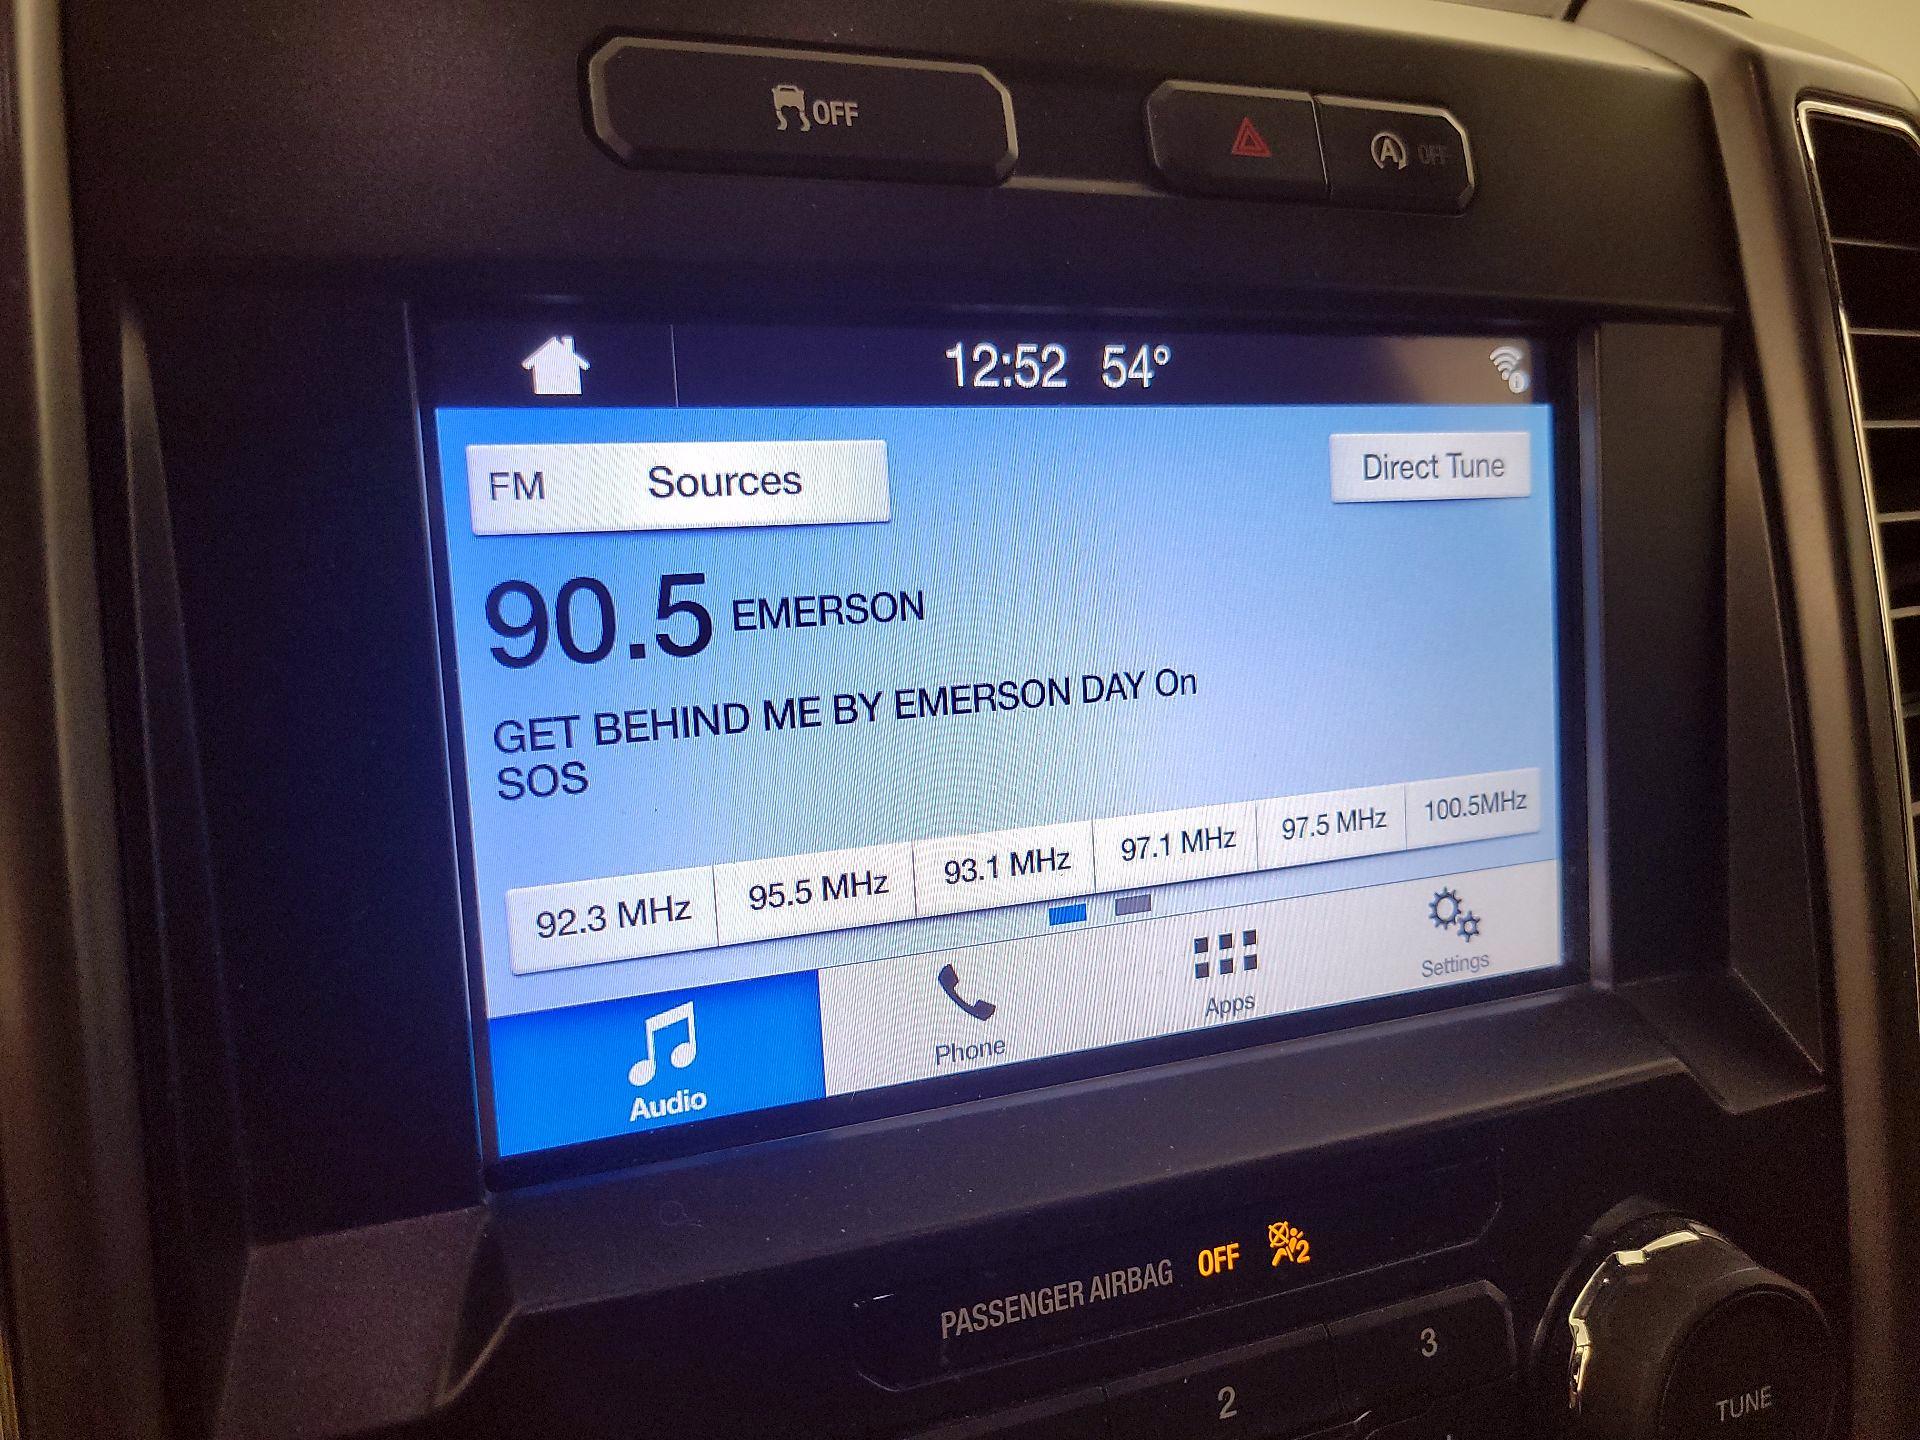 OFF
A OFF
12:52 54°
FM Sources
Direct Tune
90.5 EMERSON
GET BEHIND ME BY EMERSON DAY On
SOS
92.3 MHz 95.5 MHz 93.1 MHz 97.1 MHz 97.5 MHz 100.5MHz
Audio Phone Apps Settings
PASSENGER AIRBAG OFF 2
2 3
TUNE